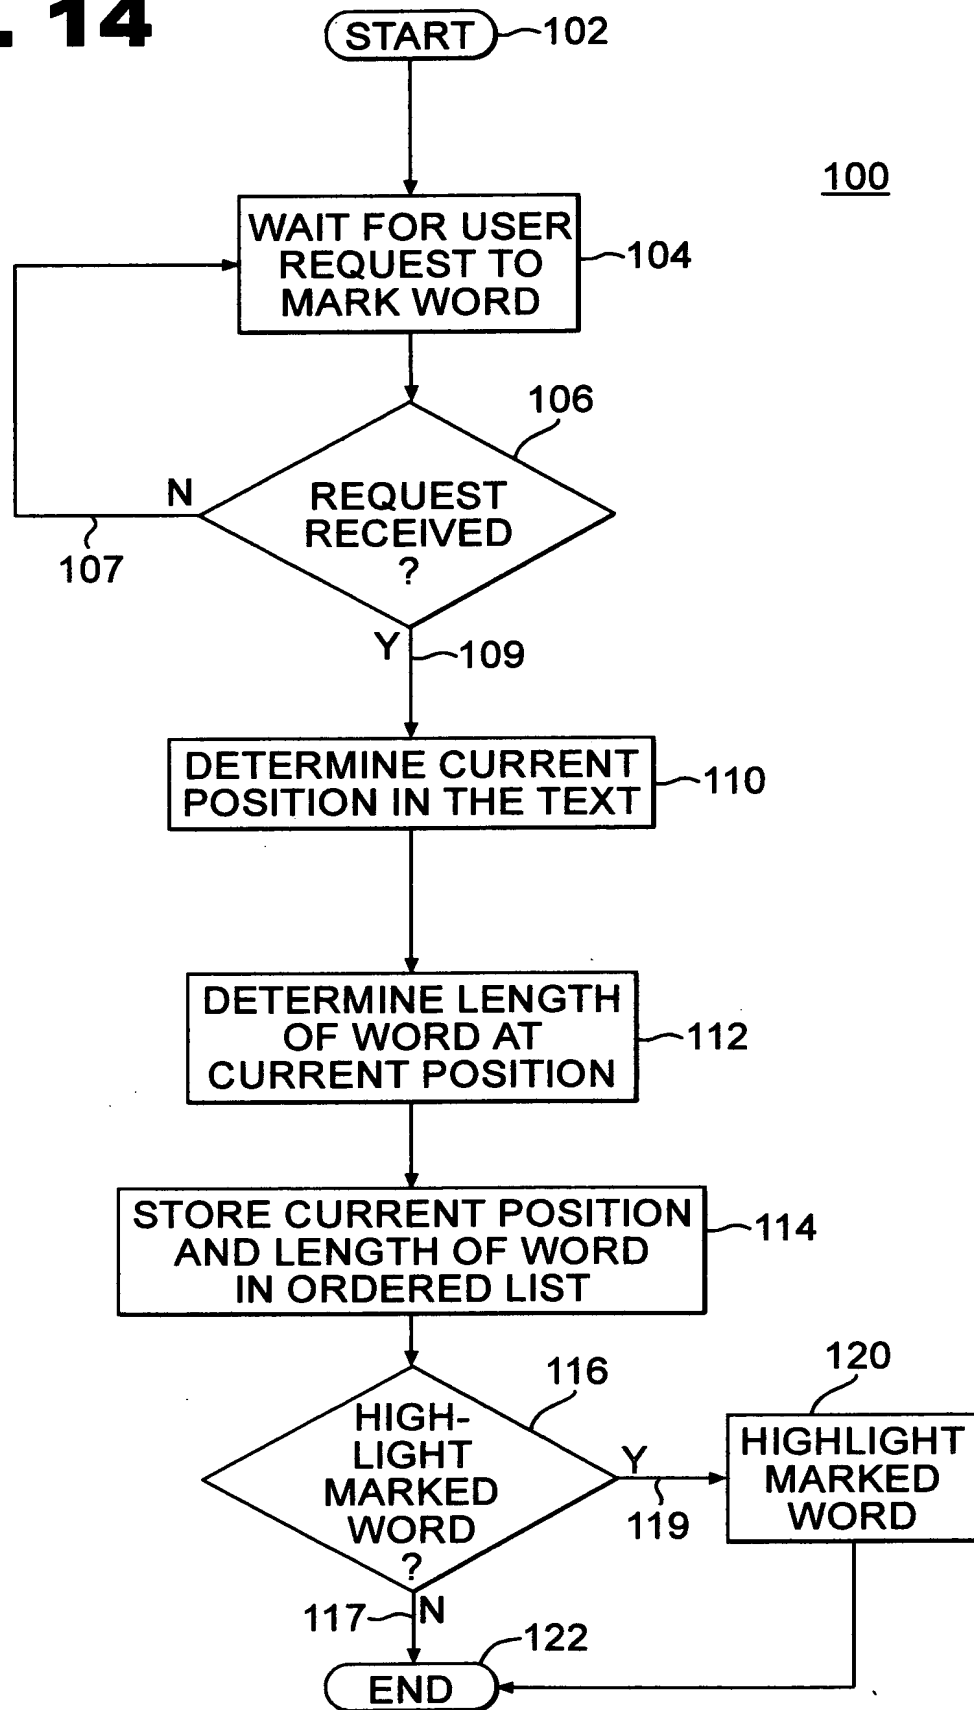 . 14
START
102
100
WAIT FOR USER
REQUEST TO
MARK WORD
104
106
REQUEST
RECEIVED
?
N
107
Y
109
DETERMINE CURRENT
POSITION IN THE TEXT
110
DETERMINE LENGTH
OF WORD AT
CURRENT POSITION
112
STORE CURRENT POSITION
AND LENGTH OF WORD
IN ORDERED LIST
114
116
HIGH-
LIGHT
MARKED
WORD
?
Y
119
120
HIGHLIGHT
MARKED
WORD
117
N
122
END